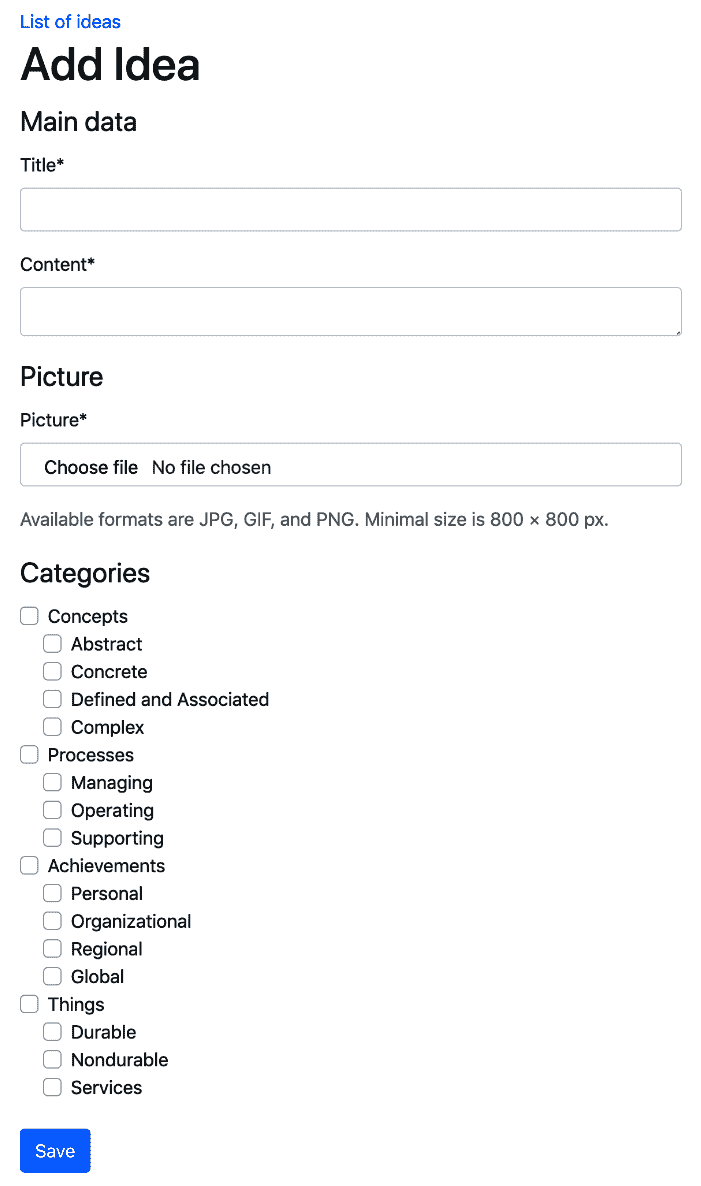 List of ideas
Add Idea
Main data
Title*
Content*
Picture
Picture*
Choose file No file chosen
Available formats are JPG, GIF, and PNG. Minimal size is 800 × 800 px.
Categories
Concepts
Abstract
Concrete
Defined and Associated
Complex
Processes
Managing
Operating
Supporting
Achievements
Personal
Organizational
Regional
Global
Things
Durable
Nondurable
Services
Save